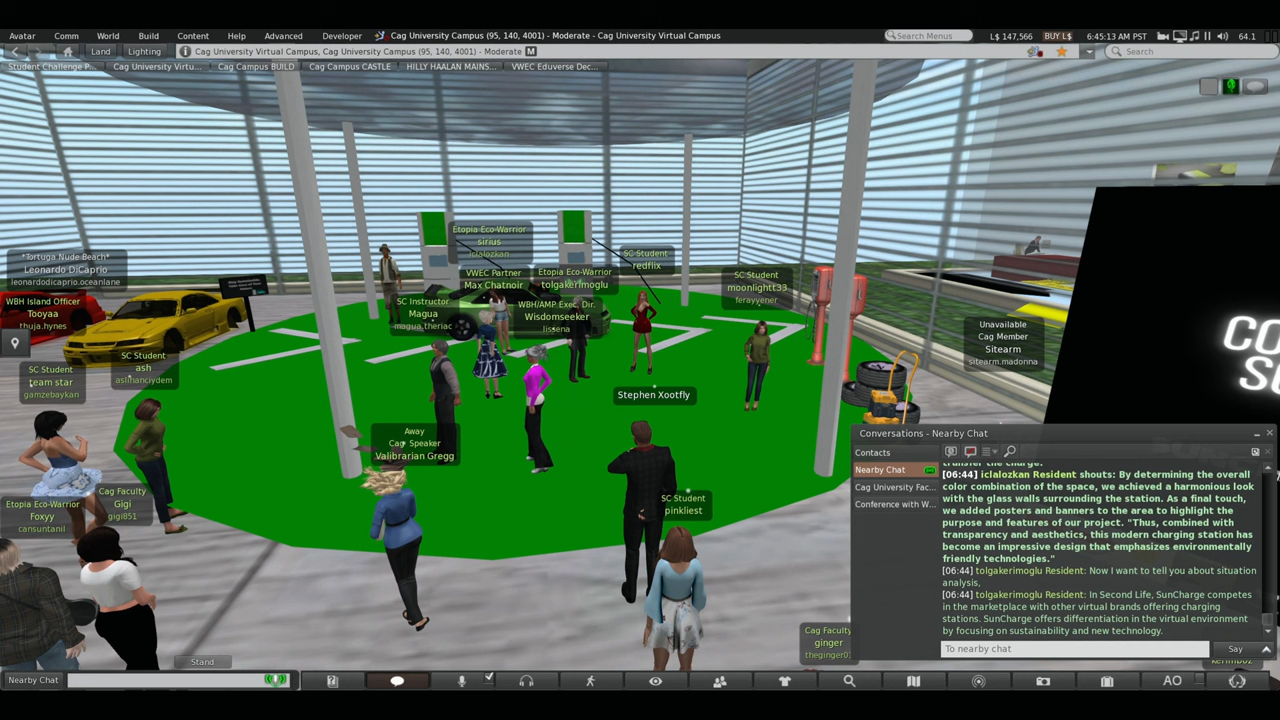 Avatar Comm World Build Content Help Advanced Developer Cag University Campus (95, 140, 4001) - Moderate - Cag University Virtual Campus Search Menus L$ 147,566 BUY L$ 6:45:13 AM PST 64.1
Land Lighting Cag University Virtual Campus, Cag University Campus (95, 140, 4001) - Moderate M Search
Student Challenge P... Cag University Virtu... Cag Campus BUILD Cag Campus CASTLE HILLY HAALAN MAINS... VWEC Eduverse Dec...
Etopia Eco-Warrior
sirius
iclalozkan
*Tortuga Nude Beach*
Leonardo DiCaprio
leonardodicaprio.oceanlane
SC Student
redflix
VWEC Partner
Max Chatnoir
Etopia Eco-Warrior
tolgakerimoglu
SC Student
moonlightt33
ferayyener
WBH Island Officer
Tooyaa
thuja.hynes
SC Instructor
Magua
magua.theriac
WBH/AMP Exec. Dir.
Wisdomseeker
lissena
Unavailable
Cag Member
Sitearm
sitearm.madonna
SC Student
ash
aslihanciydem
SC Student
team star
gamzebaykan
Stephen Xootfly
Away
Cag Speaker
Valibrarian Gregg
Cag Faculty
Gigi
gigi851
Etopia Eco-Warrior
Foxyy
cansuntanil
SC Student
pinkliest
Cag Faculty
ginger
Conversations - Nearby Chat
Contacts
Nearby Chat
Cag University Fac...
Conference with W...
transfer the charge.
[06:44] iclalozkan Resident shouts: By determining the overall
color combination of the space, we achieved a harmonious look
with the glass walls surrounding the station. As a final touch,
we added posters and banners to the area to highlight the
purpose and features of our project. "Thus, combined with
transparency and aesthetics, this modern charging station has
become an impressive design that emphasizes environmentally
friendly technologies."
[06:44] tolgakerimoglu Resident: Now I want to tell you about situation
analysis,
[06:44] tolgakerimoglu Resident: In Second Life, SunCharge competes
in the marketplace with other virtual brands offering charging
stations. SunCharge offers differentiation in the virtual environment
by focusing on sustainability and new technology.
To nearby chat Say
Stand
Nearby Chat AO